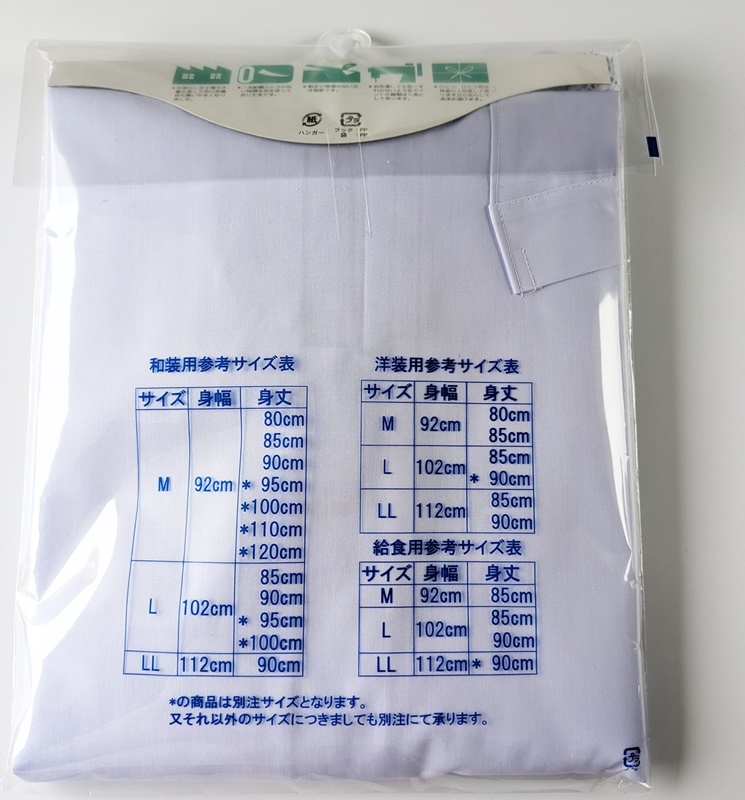 ハンガー
フック
袋
PP
PP
和装用参考サイズ表
サイズ 身幅 身丈
M 92cm 80cm
85cm
90cm
* 95cm
*100cm
*110cm
*120cm
L 102cm 85cm
90cm
* 95cm
*100cm
LL 112cm 90cm
洋装用参考サイズ表
サイズ 身幅 身丈
M 92cm 80cm
85cm
L 102cm 85cm
* 90cm
LL 112cm 85cm
90cm
給食用参考サイズ表
サイズ 身幅 身丈
M 92cm 85cm
L 102cm 85cm
90cm
LL 112cm * 90cm
*の商品は別注サイズとなります。
又それ以外のサイズにつきましても別注にて承ります。